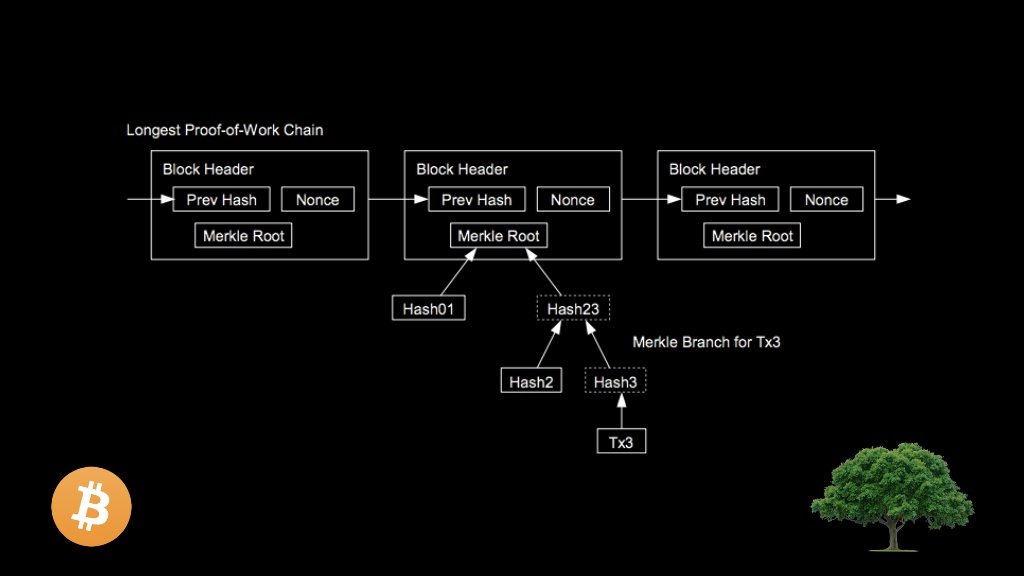 Longest Proof-of-Work Chain
Block Header
Prev Hash
Nonce
Merkle Root
Block Header
Prev Hash
Nonce
Merkle Root
Block Header
Prev Hash
Nonce
Merkle Root
Hash01
Hash23
Merkle Branch for Tx3
Hash2
Hash3
Tx3